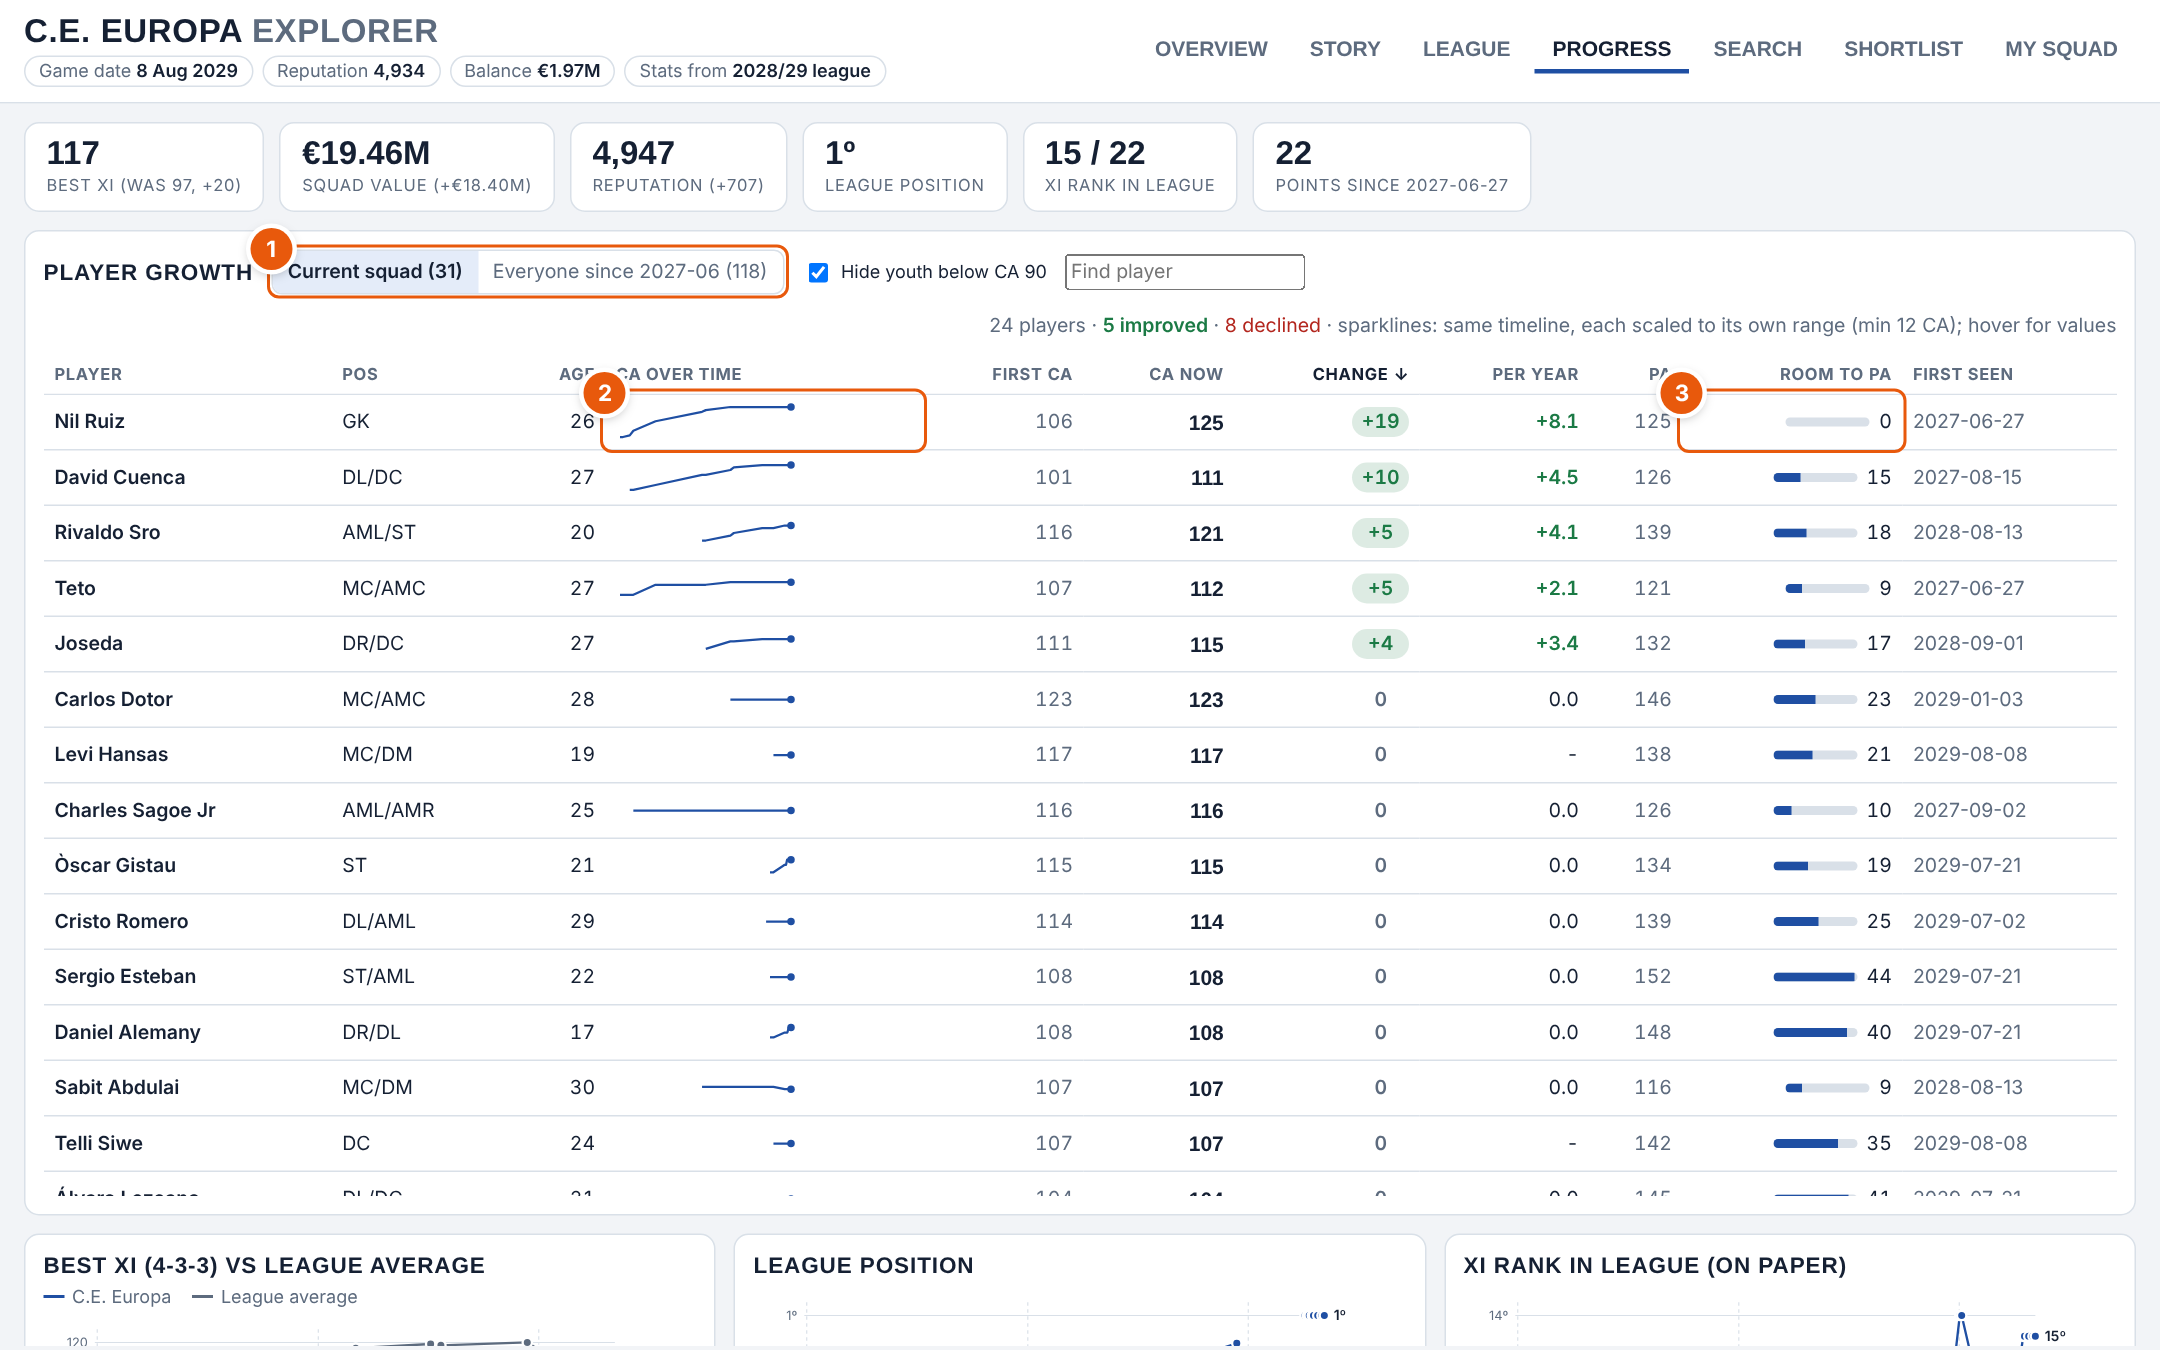 C.E. EUROPA EXPLORER
Game date 8 Aug 2029
Reputation 4,934
Balance €1.97M
Stats from 2028/29 league
OVERVIEW STORY LEAGUE PROGRESS SEARCH SHORTLIST MY SQUAD
117
BEST XI (WAS 97, +20)
€19.46M
SQUAD VALUE (+€18.40M)
4,947
REPUTATION (+707)
1º
LEAGUE POSITION
15 / 22
XI RANK IN LEAGUE
22
POINTS SINCE 2027-06-27
PLAYER GROWTH 1 Current squad (31) Everyone since 2027-06 (118) Hide youth below CA 90 Find player
24 players · 5 improved · 8 declined · sparklines: same timeline, each scaled to its own range (min 12 CA); hover for values
PLAYER POS AGE CA OVER TIME FIRST CA CA NOW CHANGE ↓ PER YEAR PA ROOM TO PA FIRST SEEN
2 3
Nil Ruiz GK 26 106 125 +19 +8.1 125 0 2027-06-27
David Cuenca DL/DC 27 101 111 +10 +4.5 126 15 2027-08-15
Rivaldo Sro AML/ST 20 116 121 +5 +4.1 139 18 2028-08-13
Teto MC/AMC 27 107 112 +5 +2.1 121 9 2027-06-27
Joseda DR/DC 27 111 115 +4 +3.4 132 17 2028-09-01
Carlos Dotor MC/AMC 28 123 123 0 0.0 146 23 2029-01-03
Levi Hansas MC/DM 19 117 117 0 - 138 21 2029-08-08
Charles Sagoe Jr AML/AMR 25 116 116 0 0.0 126 10 2027-09-02
Òscar Gistau ST 21 115 115 0 0.0 134 19 2029-07-21
Cristo Romero DL/AML 29 114 114 0 0.0 139 25 2029-07-02
Sergio Esteban ST/AML 22 108 108 0 0.0 152 44 2029-07-21
Daniel Alemany DR/DL 17 108 108 0 0.0 148 40 2029-07-21
Sabit Abdulai MC/DM 30 107 107 0 0.0 116 9 2028-08-13
Telli Siwe DC 24 107 107 0 - 142 35 2029-08-08
BEST XI (4-3-3) VS LEAGUE AVERAGE
C.E. Europa League average
120
LEAGUE POSITION
1º 1º
XI RANK IN LEAGUE (ON PAPER)
14º
15º